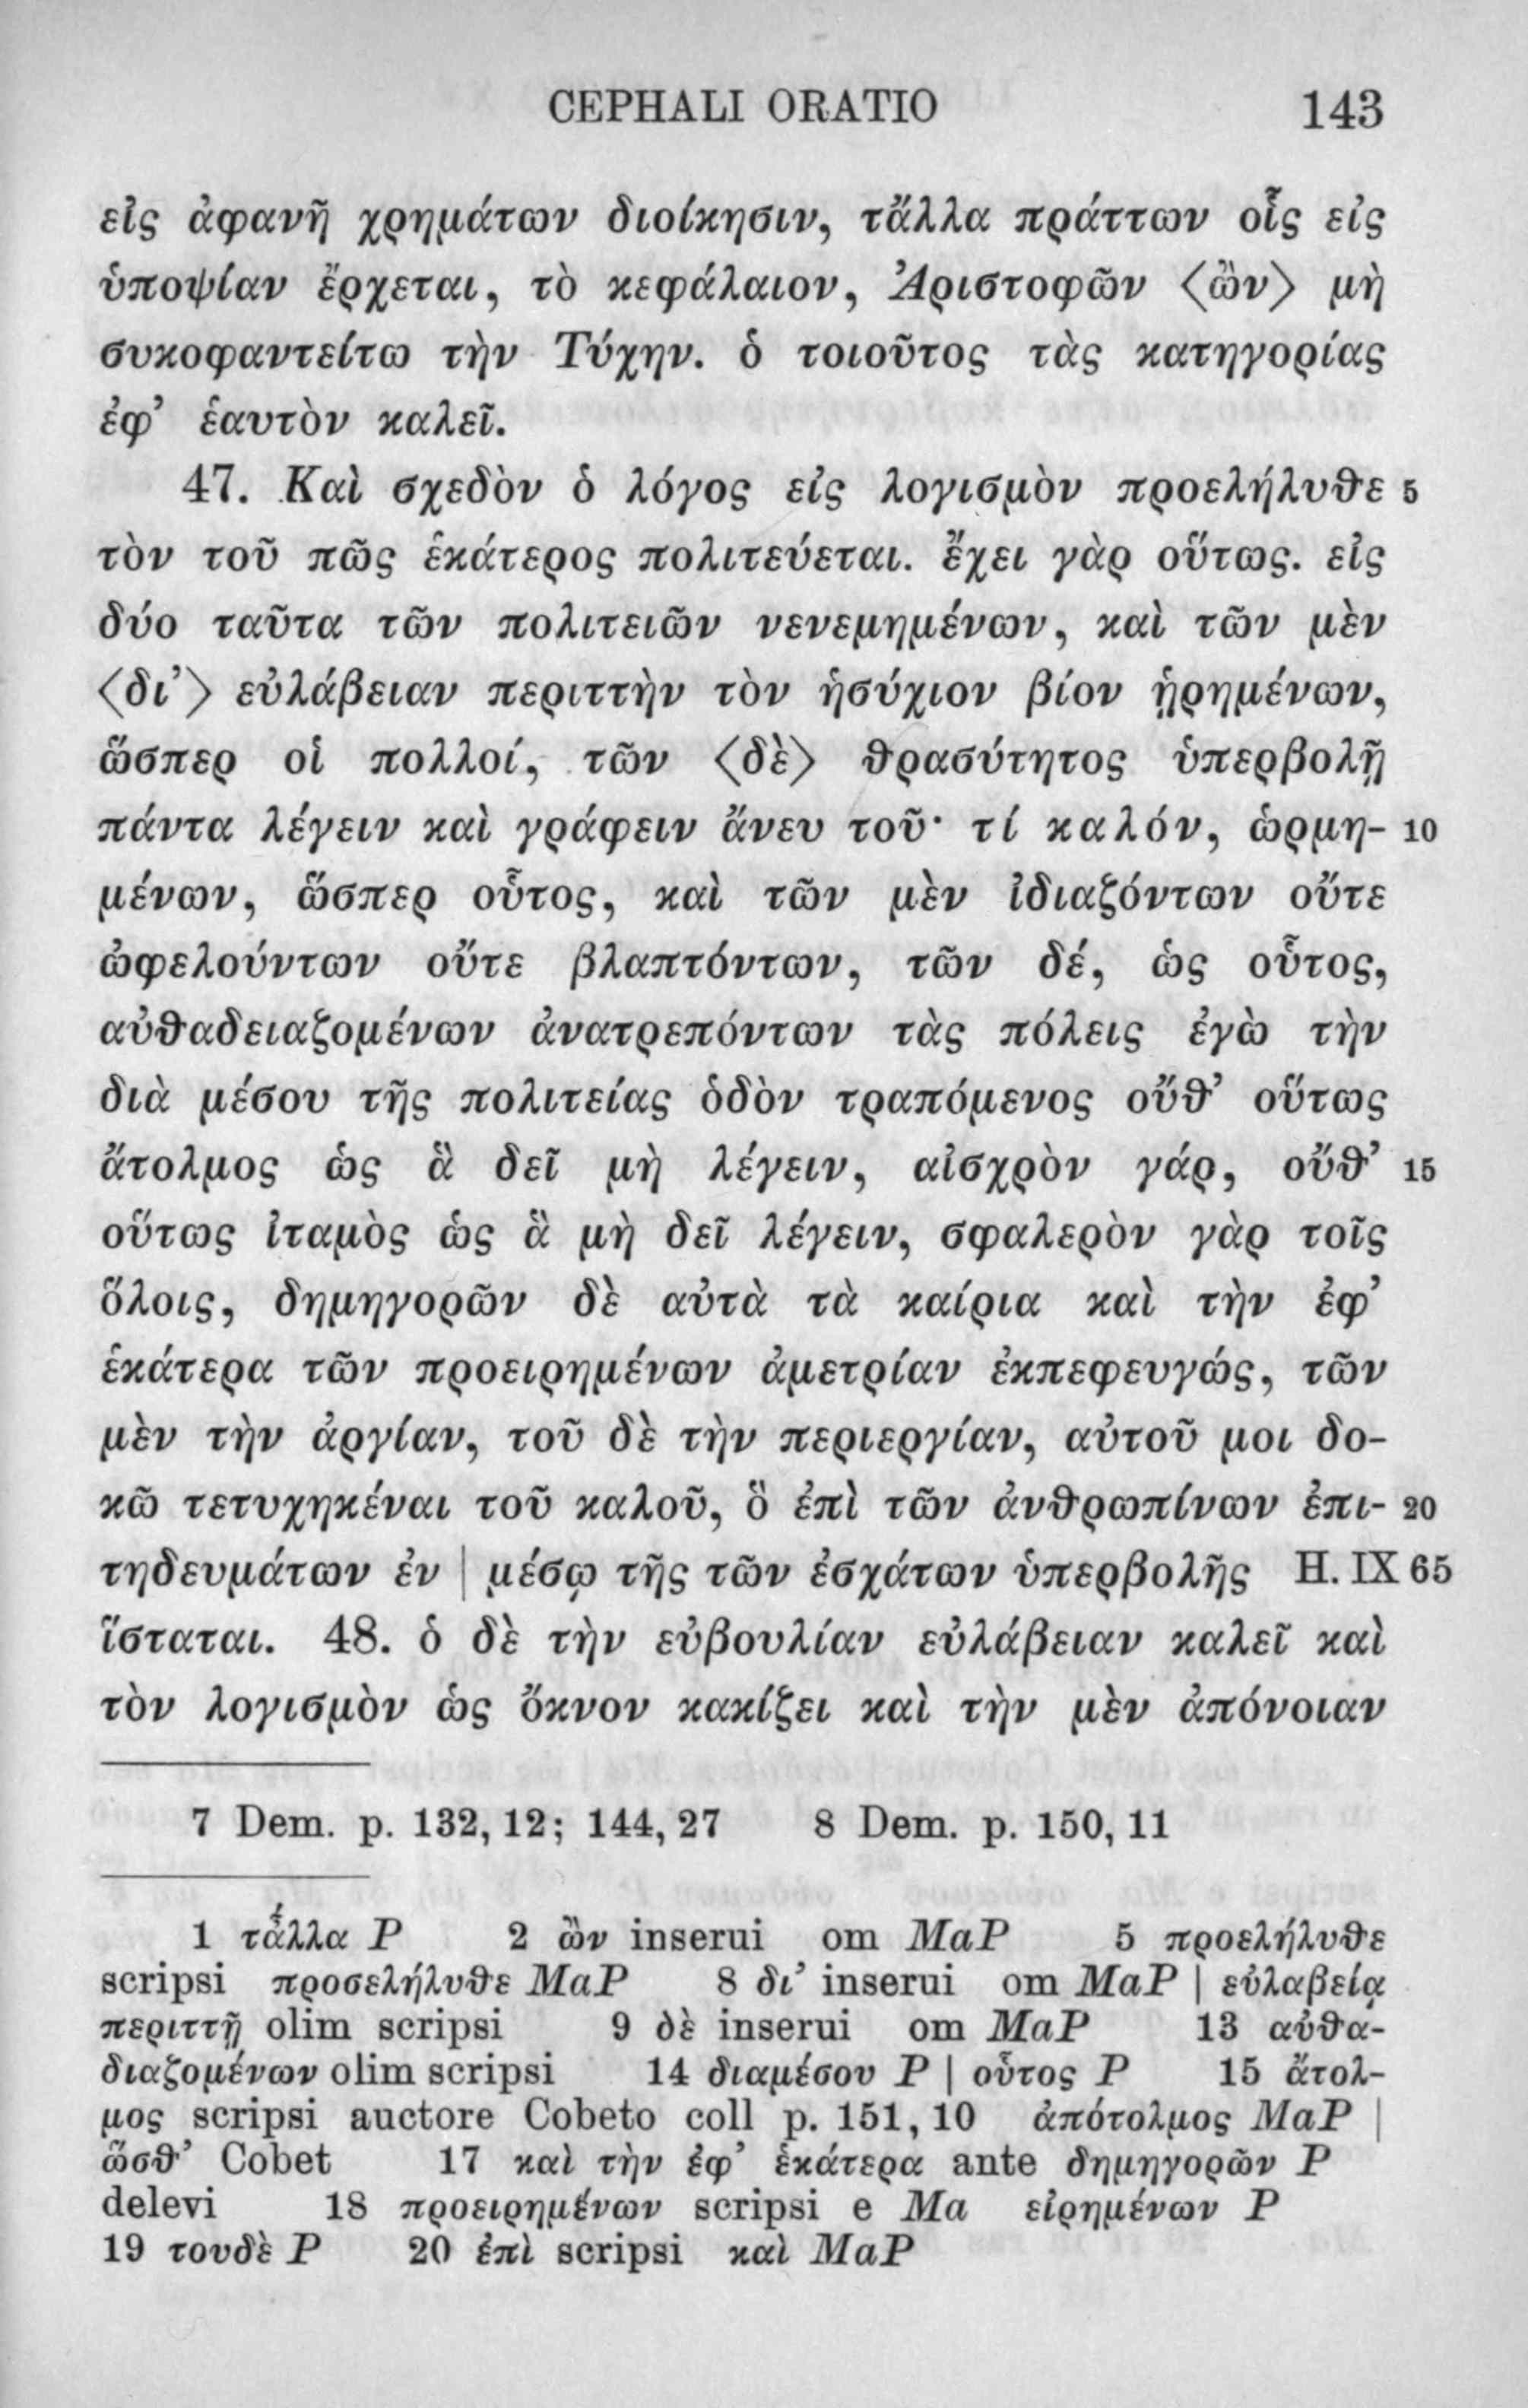 CEPHALI ORATIO 143
εἰς ἀφανῆ χρημάτων διοίκησιν, τἄλλα πράττων οἷς εἰς
ὑποψίαν ἔρχεται, τὸ κεφάλαιον, Ἀριστοφῶν ⟨ὢν⟩ μὴ
συκοφαντείτω τὴν Τύχην. ὁ τοιοῦτος τὰς κατηγορίας
ἐφ’ ἑαυτὸν καλεῖ.
47. Καὶ σχεδὸν ὁ λόγος εἰς λογισμὸν προελήλυθε 5
τὸν τοῦ πῶς ἑκάτερος πολιτεύεται. ἔχει γὰρ οὕτως. εἰς
δύο ταῦτα τῶν πολιτειῶν νενεμημένων, καὶ τῶν μὲν
⟨δι’⟩ εὐλάβειαν περιττὴν τὸν ἡσύχιον βίον ᾑρημένων,
ὥσπερ οἱ πολλοί, τῶν ⟨δὲ⟩ θρασύτητος ὑπερβολῇ
πάντα λέγειν καὶ γράφειν ἄνευ τοῦ· τί καλόν, ὡρμη- 10
μένων, ὥσπερ οὗτος, καὶ τῶν μὲν ἰδιαζόντων οὔτε
ὠφελούντων οὔτε βλαπτόντων, τῶν δέ, ὡς οὗτος,
αὐθαδειαζομένων ἀνατρεπόντων τὰς πόλεις ἐγὼ τὴν
διὰ μέσου τῆς πολιτείας ὁδὸν τραπόμενος οὔθ’ οὕτως
ἄτολμος ὡς ἃ δεῖ μὴ λέγειν, αἰσχρὸν γάρ, οὔθ’ 15
οὕτως ἰταμὸς ὡς ἃ μὴ δεῖ λέγειν, σφαλερὸν γὰρ τοῖς
ὅλοις, δημηγορῶν δὲ αὐτὰ τὰ καίρια καὶ τὴν ἐφ’
ἑκάτερα τῶν προειρημένων ἀμετρίαν ἐκπεφευγώς, τῶν
μὲν τὴν ἀργίαν, τοῦ δὲ τὴν περιεργίαν, αὐτοῦ μοι δο-
κῶ τετυχηκέναι τοῦ καλοῦ, ὃ ἐπὶ τῶν ἀνθρωπίνων ἐπι- 20
τηδευμάτων ἐν | μέσῳ τῆς τῶν ἐσχάτων ὑπερβολῆς H. IX 65
ἵσταται. 48. ὁ δὲ τὴν εὐβουλίαν εὐλάβειαν καλεῖ καὶ
τὸν λογισμὸν ὡς ὄκνον κακίζει καὶ τὴν μὲν ἀπόνοιαν
7 Dem. p. 132, 12; 144, 27 8 Dem. p. 150, 11
1 τἆλλα P 2 ὢν inserui om MaP 5 προελήλυθε
scripsi προσελήλυθε MaP 8 δι’ inserui om MaP | εὐλαβείᾳ
περιττῇ olim scripsi 9 δὲ inserui om MaP 13 αὐθα-
διαζομένων olim scripsi 14 διαμέσου P | οὗτος P 15 ἄτολ-
μος scripsi auctore Cobeto coll p. 151, 10 ἀπότολμος MaP |
ὥσθ’ Cobet 17 καὶ τὴν ἐφ’ ἑκάτερα ante δημηγορῶν P
delevi 18 προειρημένων scripsi e Ma εἰρημένων P
19 τουδὲ P 20 ἐπὶ scripsi καὶ MaP